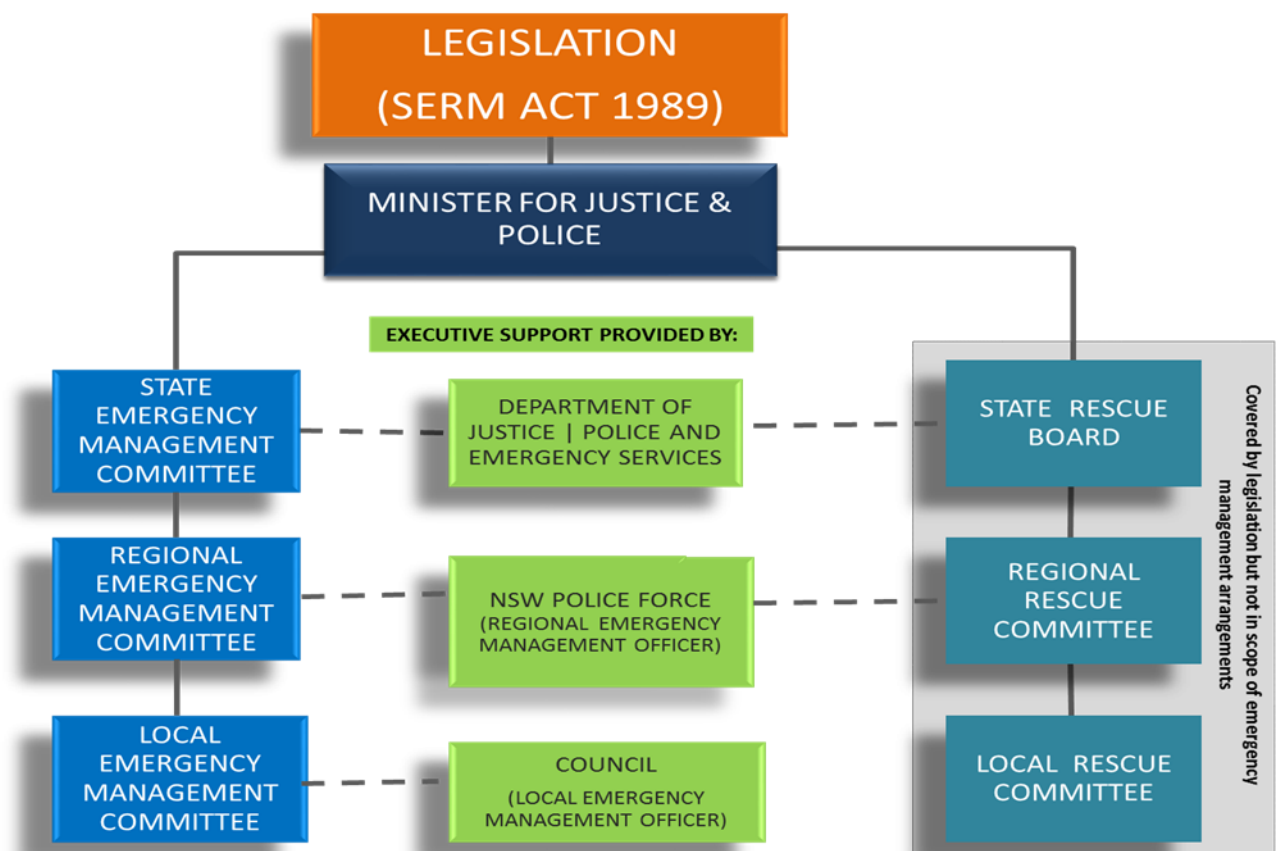 LEGISLATION
(SERM ACT 1989)
MINISTER FOR JUSTICE &
POLICE
EXECUTIVE SUPPORT PROVIDED BY:
STATE
EMERGENCY
MANAGEMENT
COMMITTEE
DEPARTMENT OF
JUSTICE | POLICE AND
EMERGENCY SERVICES
STATE RESCUE
BOARD
REGIONAL
EMERGENCY
MANAGEMENT
COMMITTEE
NSW POLICE FORCE
(REGIONAL EMERGENCY
MANAGEMENT OFFICER)
REGIONAL
RESCUE
COMMITTEE
LOCAL
EMERGENCY
MANAGEMENT
COMMITTEE
COUNCIL
(LOCAL EMERGENCY
MANAGEMENT OFFICER)
LOCAL RESCUE
COMMITTEE
Covered by legislation but not in scope of emergency
management arrangements